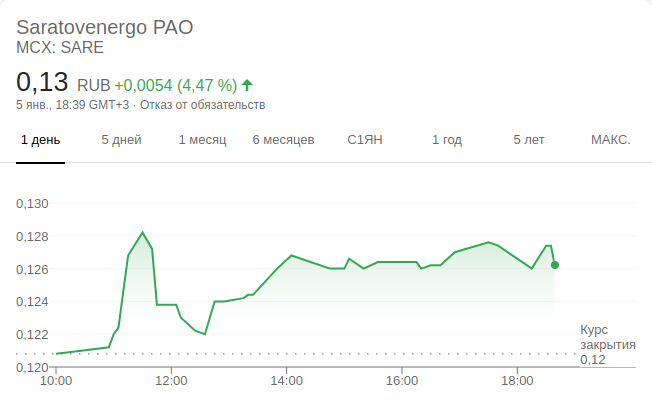 Saratovenergo PAO
MCX: SARE
0,13 RUB +0,0054 (4,47 %)
5 янв., 18:39 GMT+3 · Отказ от обязательств
1 день 5 дней 1 месяц 6 месяцев С1ЯН 1 год 5 лет МАКС.
0,130
0,128
0,126
0,124
0,122
0,120
Курс
закрытия
0,12
10:00 12:00 14:00 16:00 18:00